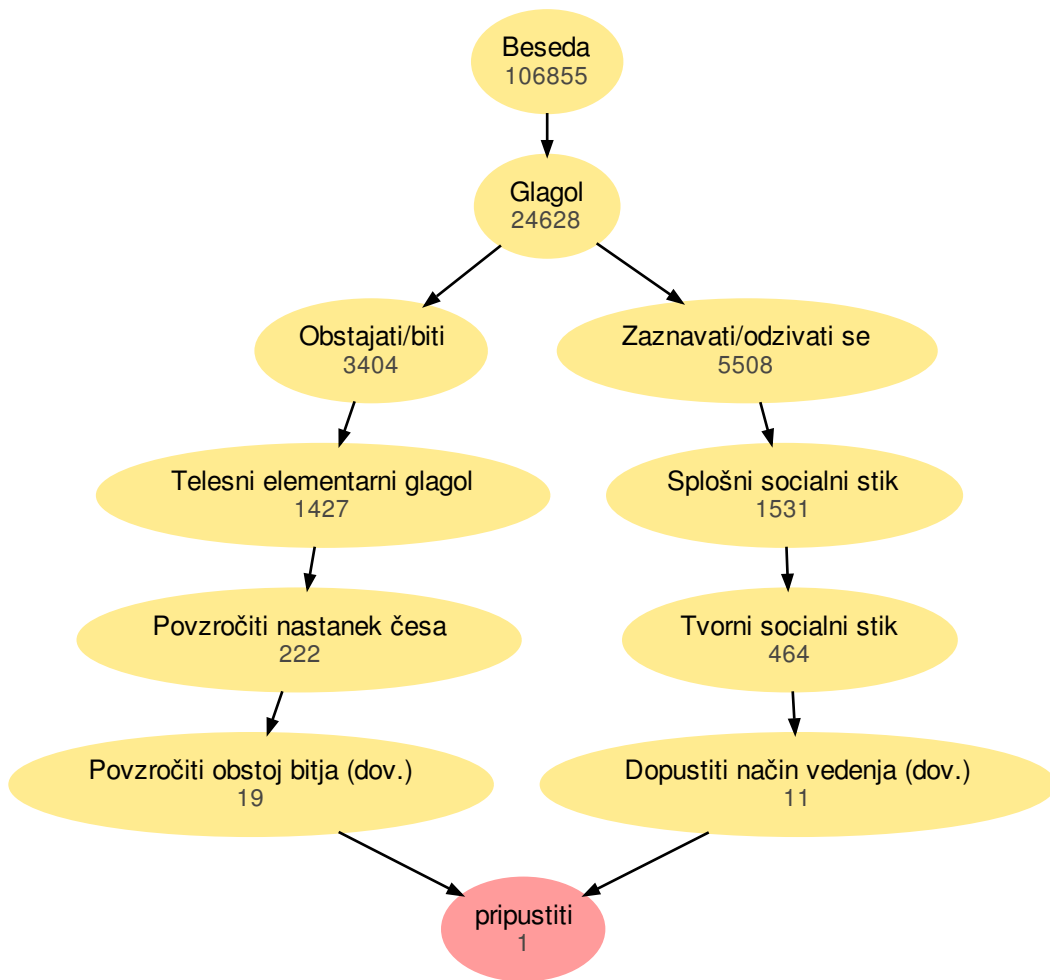 Beseda
106855
Glagol
24628
Obstajati/biti
3404
Zaznavati/odzivati se
5508
Telesni elementarni glagol
1427
Splošni socialni stik
1531
Povzročiti nastanek česa
222
Tvorni socialni stik
464
Povzročiti obstoj bitja (dov.)
19
Dopustiti način vedenja (dov.)
11
pripustiti
1